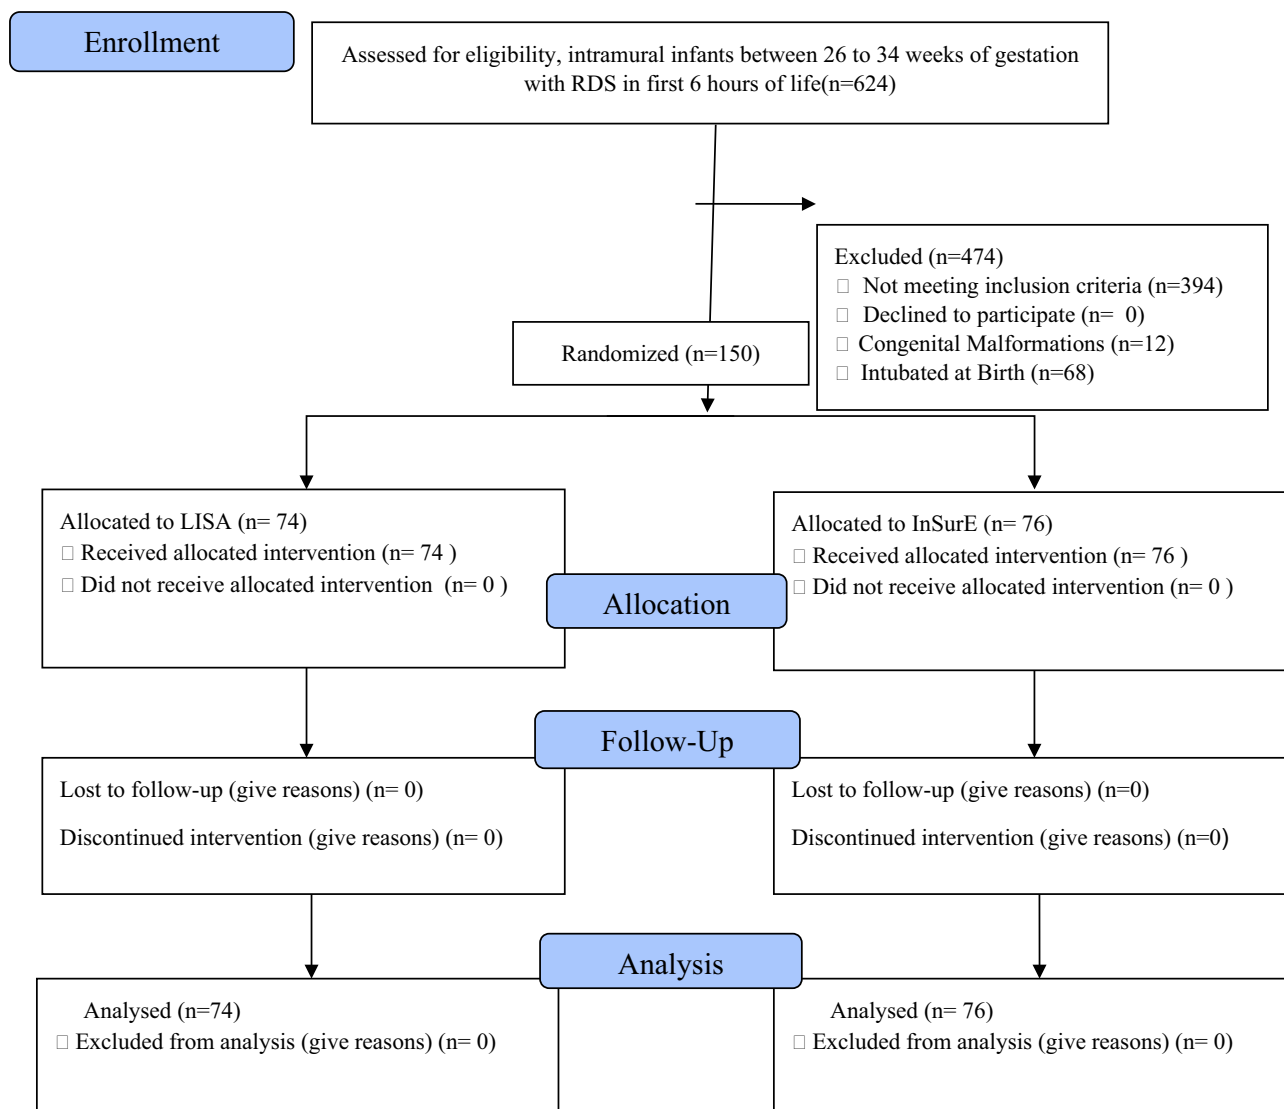 Enrollment
Assessed for eligibility, intramural infants between 26 to 34 weeks of gestation
with RDS in first 6 hours of life(n=624)
Excluded (n=474)
□ Not meeting inclusion criteria (n=394)
□ Declined to participate (n= 0)
□ Congenital Malformations (n=12)
□ Intubated at Birth (n=68)
Randomized (n=150)
Allocated to LISA (n= 74)
□ Received allocated intervention (n= 74 )
□ Did not receive allocated intervention (n= 0 )
Allocated to InSurE (n= 76)
□ Received allocated intervention (n= 76 )
□ Did not receive allocated intervention (n= 0 )
Allocation
Follow-Up
Lost to follow-up (give reasons) (n= 0)
Discontinued intervention (give reasons) (n= 0)
Lost to follow-up (give reasons) (n=0)
Discontinued intervention (give reasons) (n=0)
Analysis
Analysed (n=74)
□ Excluded from analysis (give reasons) (n= 0)
Analysed (n= 76)
□ Excluded from analysis (give reasons) (n= 0)